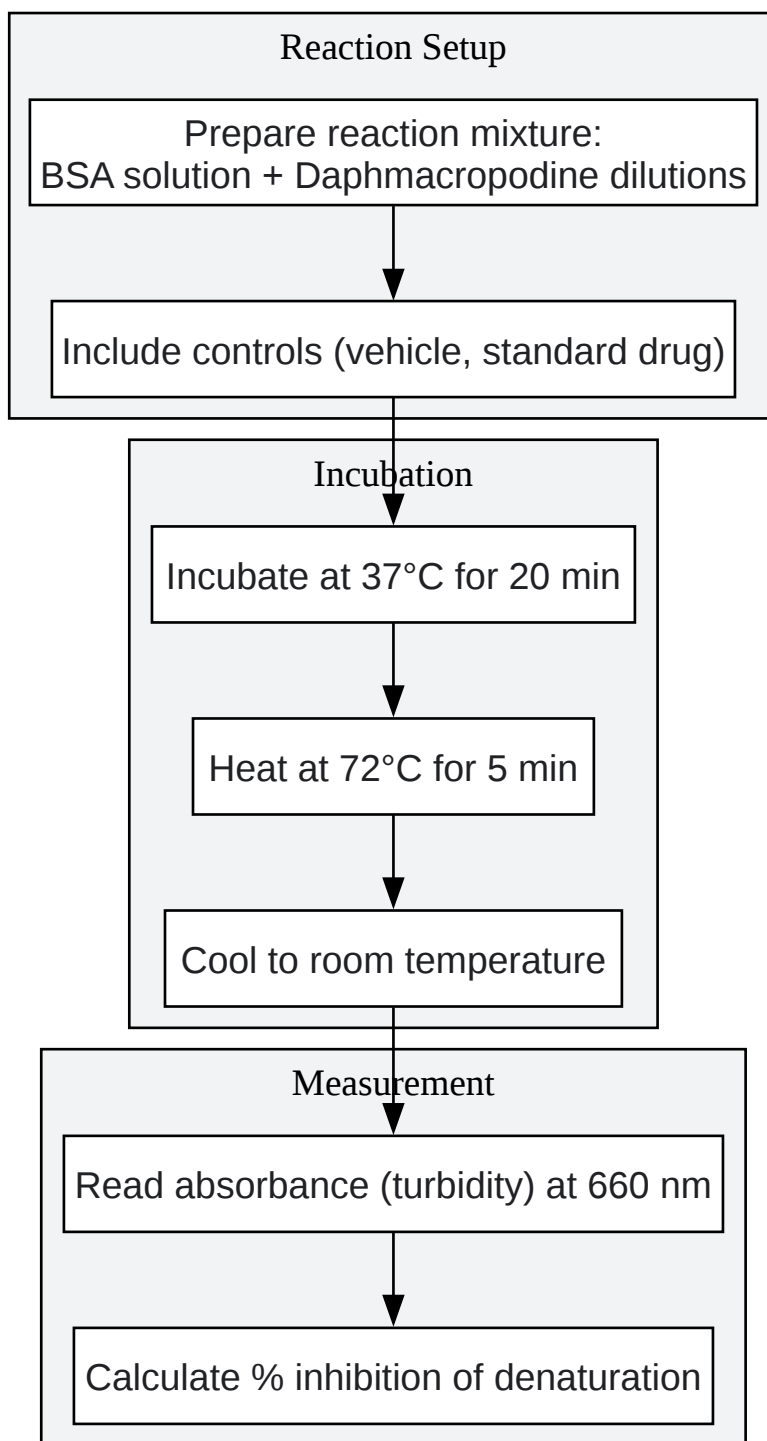 Reaction Setup
Prepare reaction mixture:
BSA solution + Daphmacropodine dilutions
Include controls (vehicle, standard drug)
Incubation
Incubate at 37°C for 20 min
Heat at 72°C for 5 min
Cool to room temperature
Measurement
Read absorbance (turbidity) at 660 nm
Calculate % inhibition of denaturation